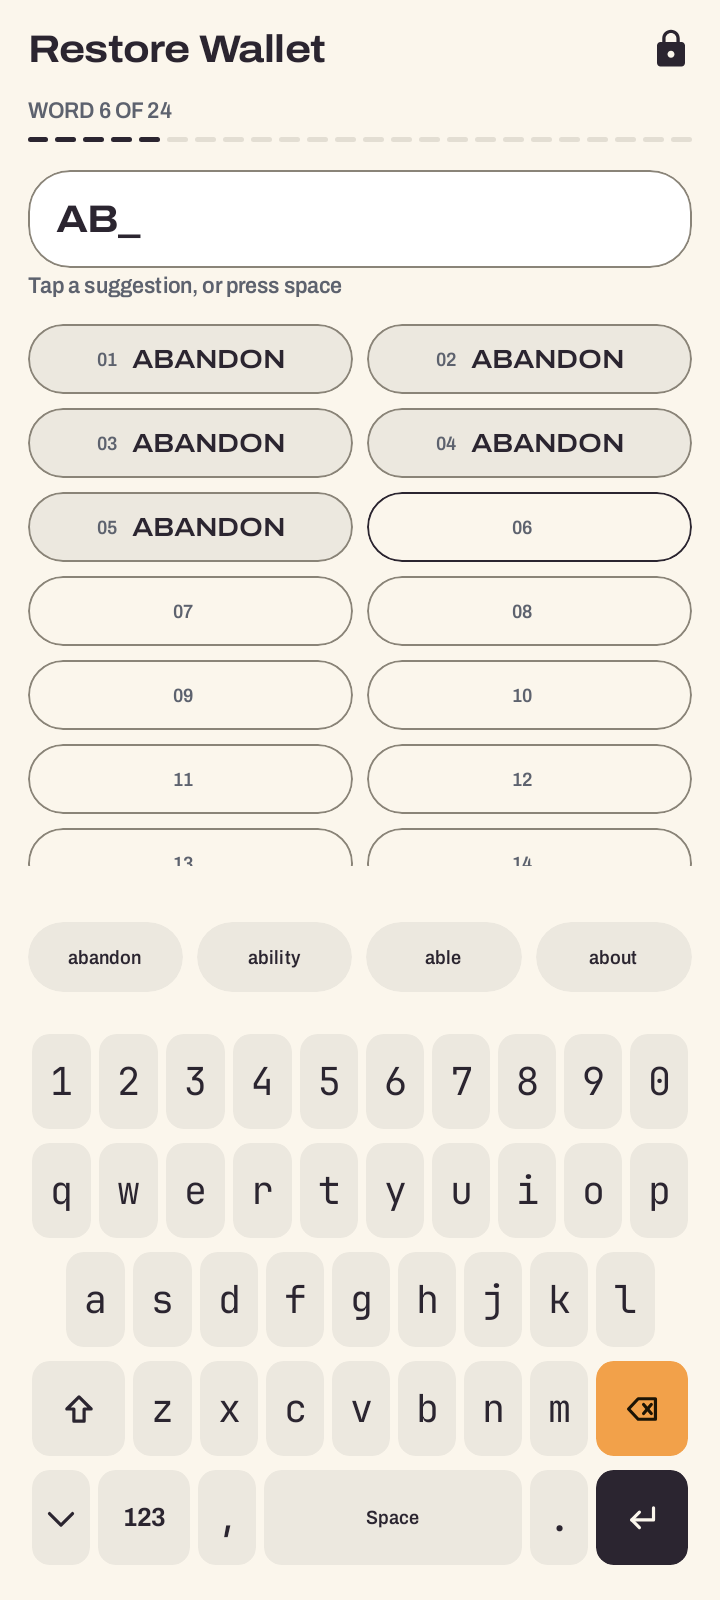 Restore Wallet
WORD 6 OF 24
AB_
Tap a suggestion, or press space
01 ABANDON 02 ABANDON
03 ABANDON 04 ABANDON
05 ABANDON 06
07 08
09 10
11 12
13 14
abandon ability able about
1 2 3 4 5 6 7 8 9 0
q w e r t y u i o p
a s d f g h j k l
z x c v b n m
123 , Space .